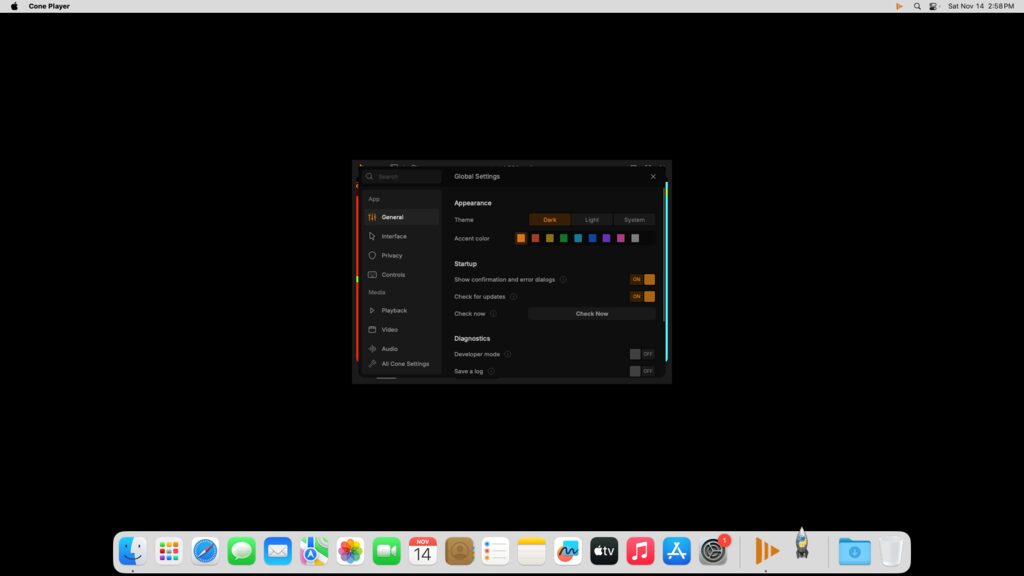 Cone Player
Sat Nov 14 2:58PM
Search
Global Settings
App
General
Interface
Privacy
Controls
Media
Playback
Video
Audio
All Cone Settings
Appearance
Theme
Dark
Light
System
Accent color
Startup
Show confirmation and error dialogs
ON
Check for updates
ON
Check now
Check Now
Diagnostics
Developer mode
OFF
Save a log
OFF
NOV
14
tv
1